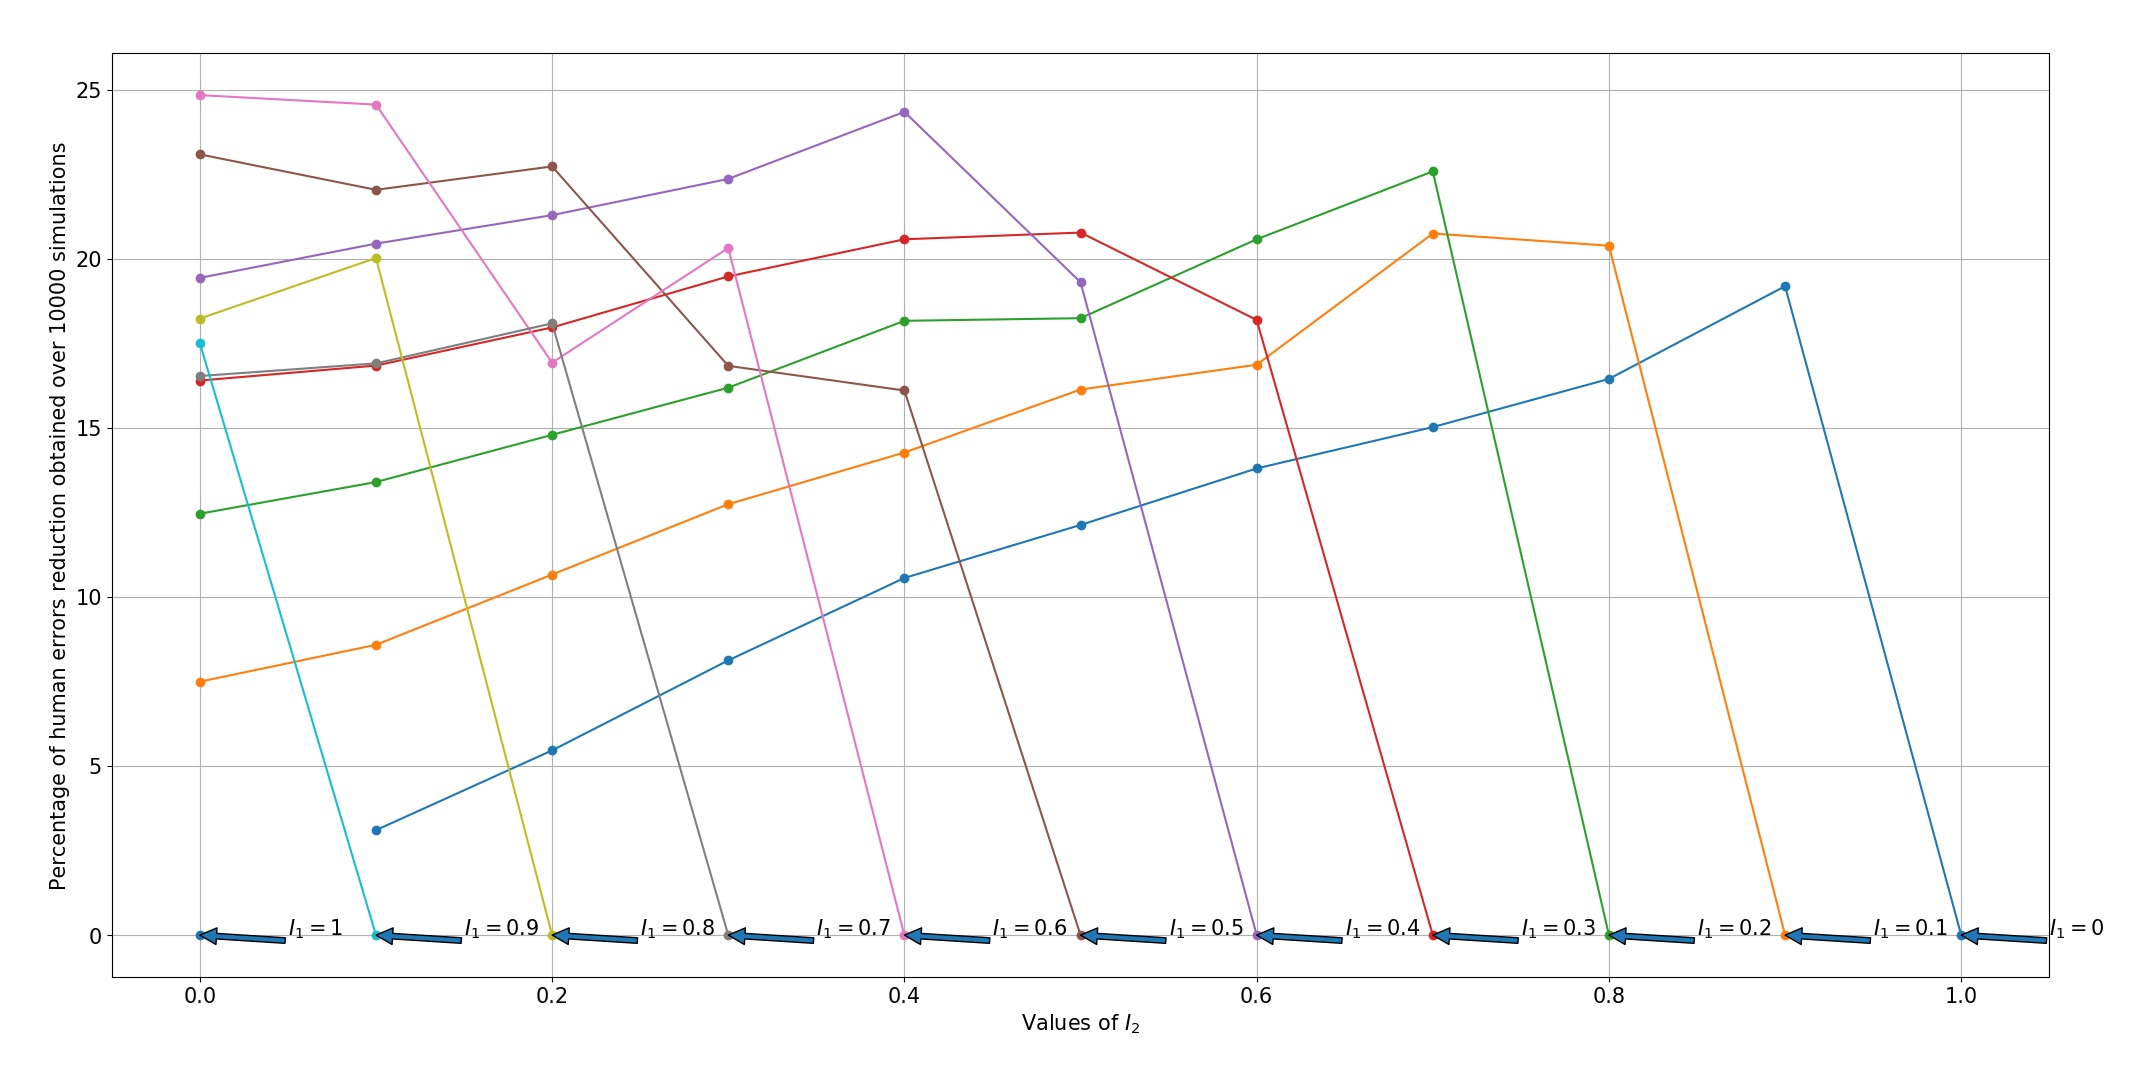 Percentage of human errors reduction obtained over 10000 simulations
25
20
15
10
5
0
I₁ = 1
I₁ = 0.9
I₁ = 0.8
I₁ = 0.7
I₁ = 0.6
I₁ = 0.5
I₁ = 0.4
I₁ = 0.3
I₁ = 0.2
I₁ = 0.1
I₁ = 0
0.0
0.2
0.4
0.6
0.8
1.0
Values of I₂